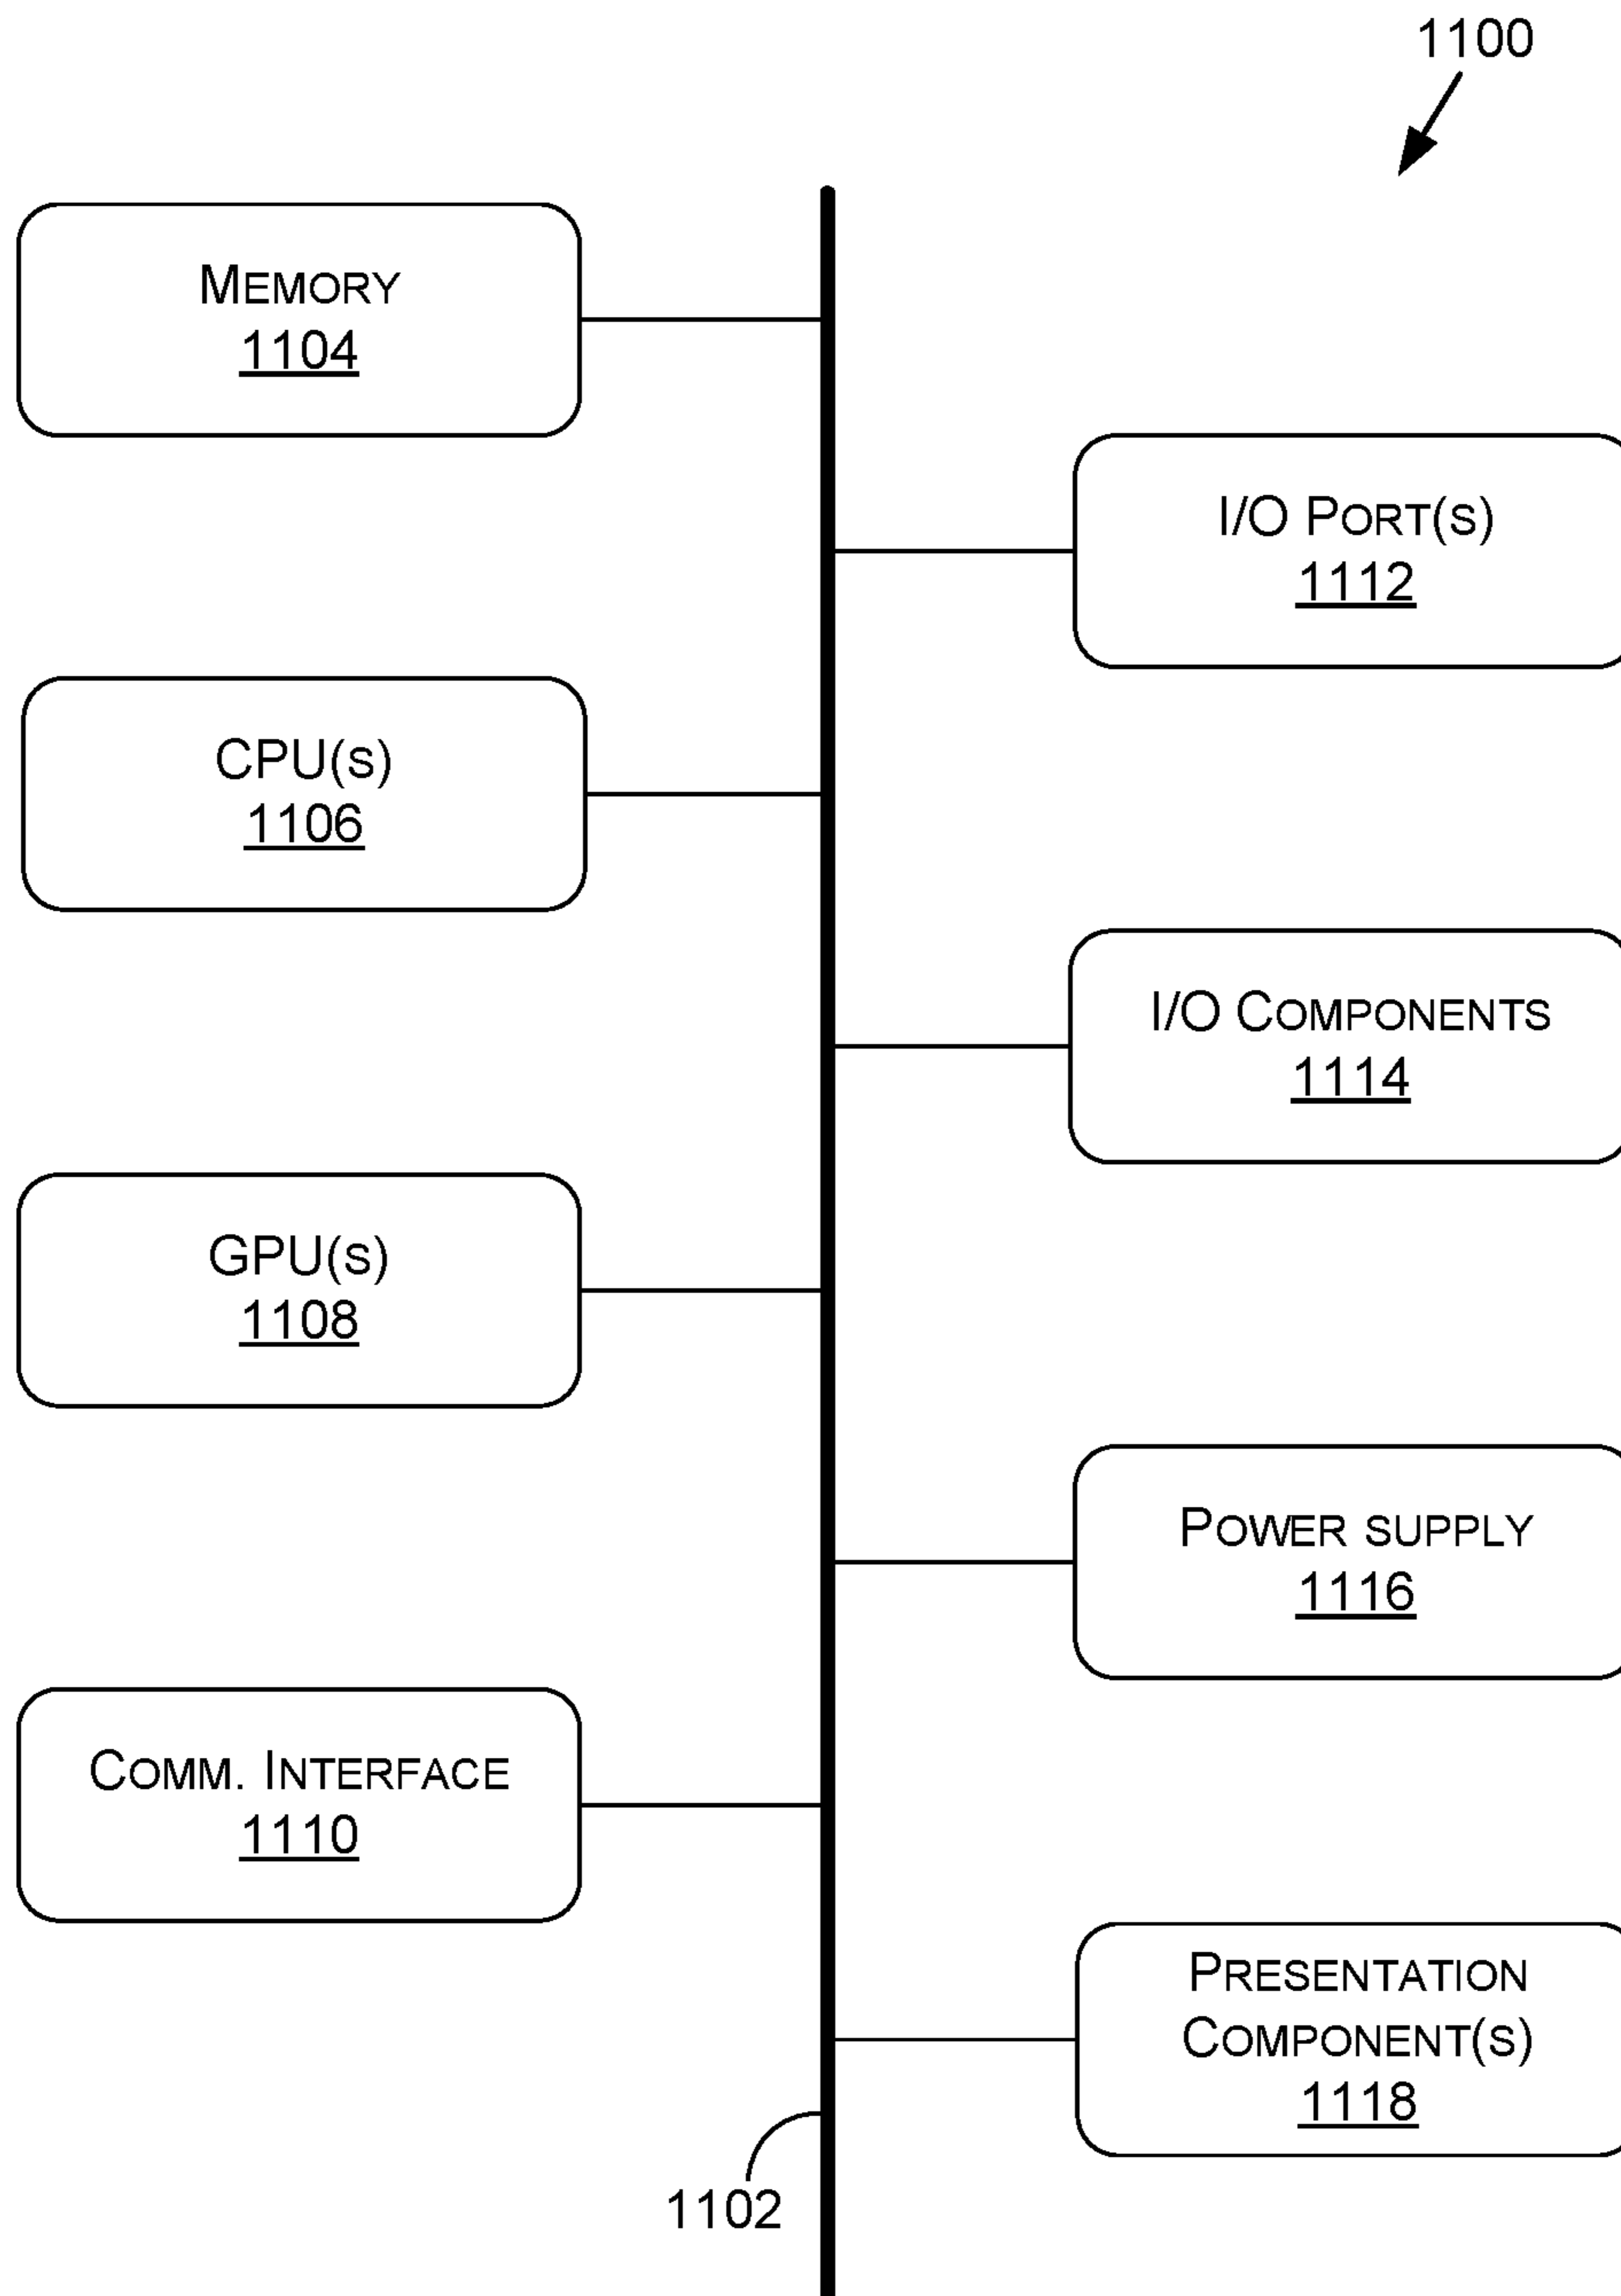 1100
MEMORY
1104
I/O PORT(S)
1112
CPU(S)
1106
I/O COMPONENTS
1114
GPU(S)
1108
POWER SUPPLY
1116
COMM. INTERFACE
1110
PRESENTATION
COMPONENT(S)
1118
1102